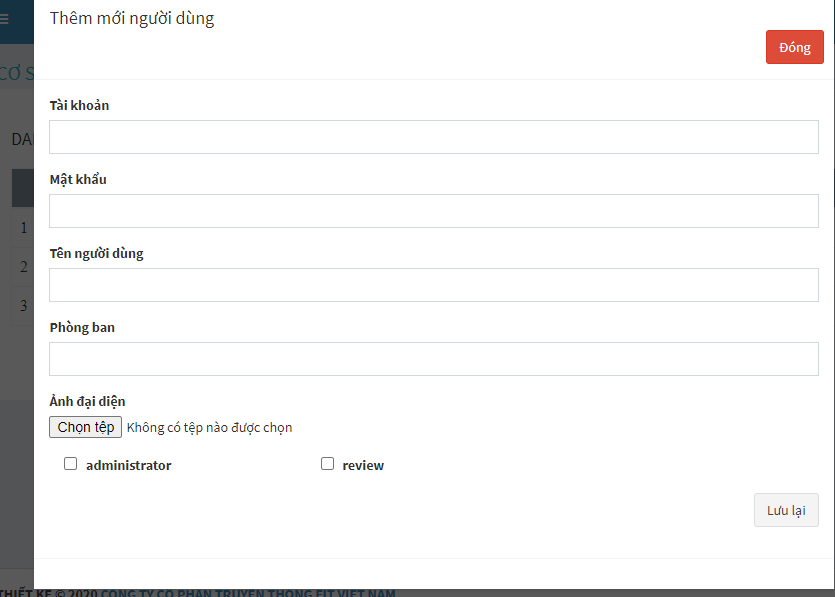 Thêm mới người dùng
Đóng
CƠ S
Tài khoản
DA
Mật khẩu
1
Tên người dùng
2
3
Phòng ban
Ảnh đại diện
Chọn tệp Không có tệp nào được chọn
administrator review
Lưu lại
THIẾT KẾ © 2020 CÔNG TY CỔ PHẦN TRUYỀN THÔNG FIT VIỆT NAM